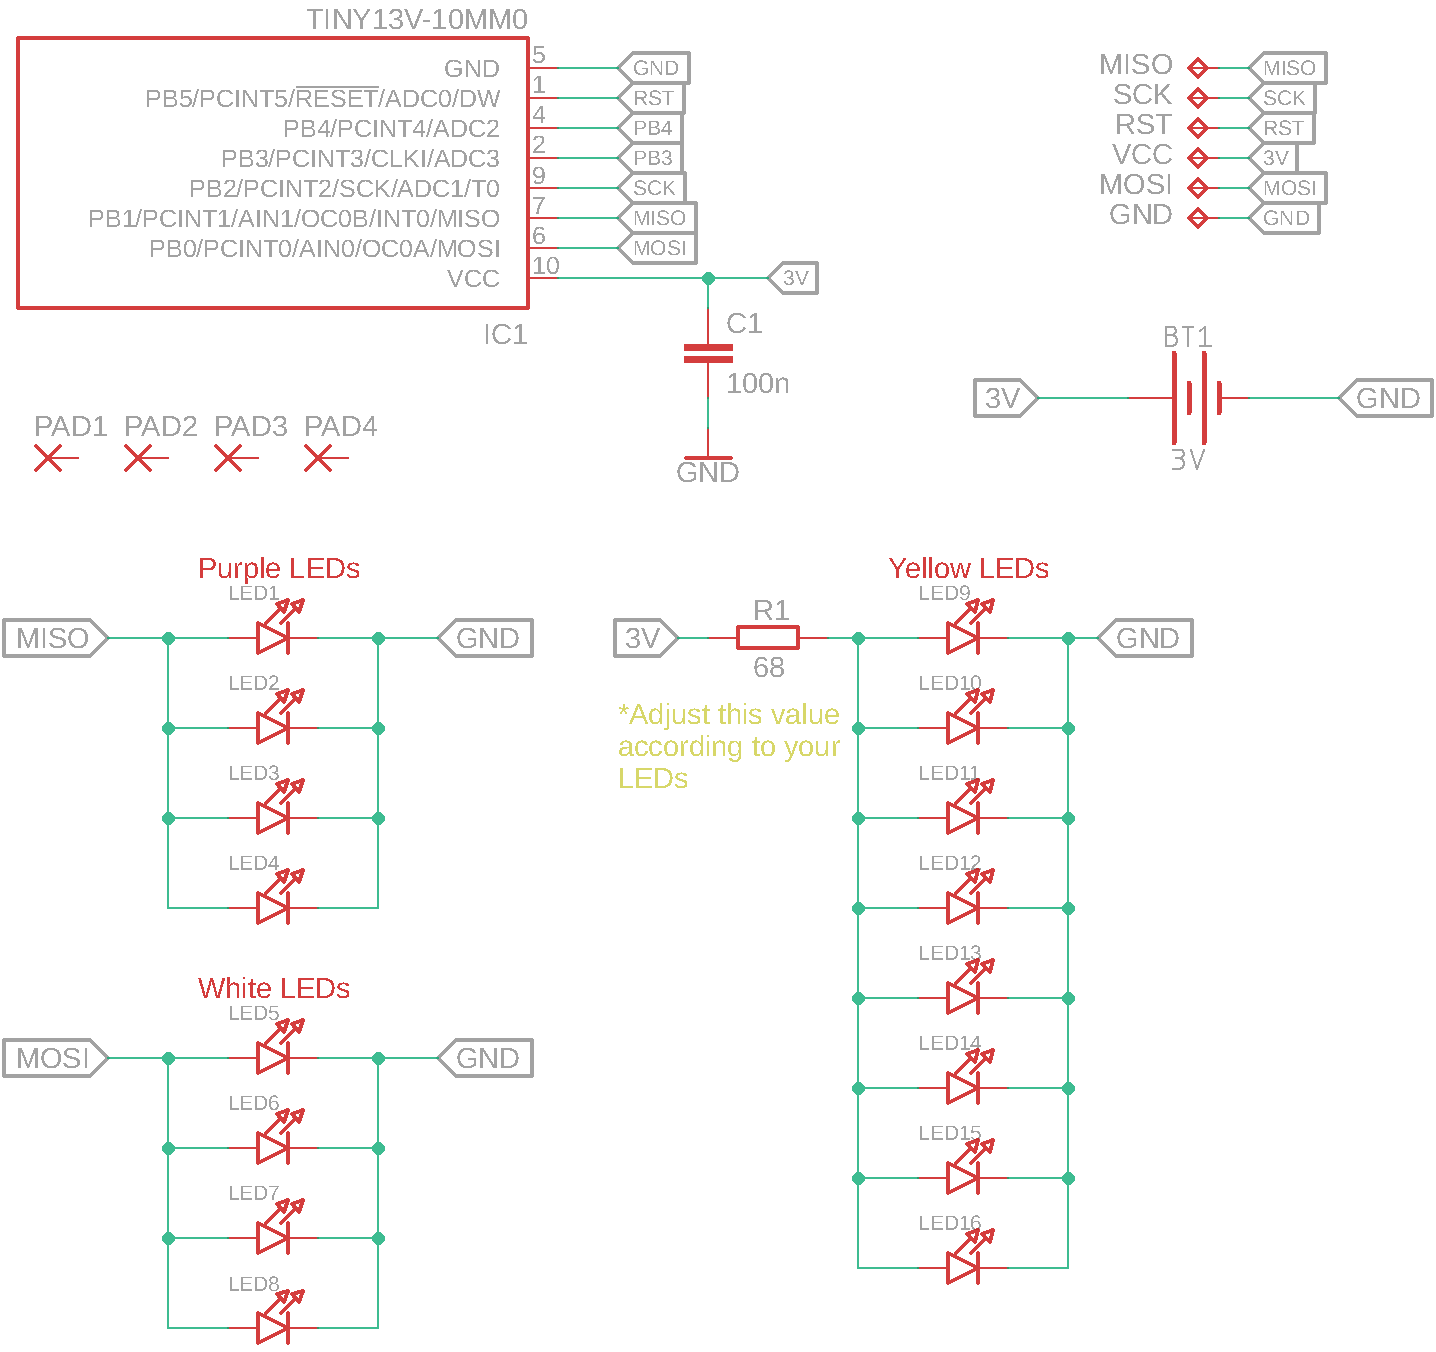 TINY13V-10MM0
GND 5 GND
PB5/PCINT5/RESET/ADC0/DW 1 RST
PB4/PCINT4/ADC2 4 PB4
PB3/PCINT3/CLKI/ADC3 2 PB3
PB2/PCINT2/SCK/ADC1/T0 9 SCK
PB1/PCINT1/AIN1/OC0B/INT0/MISO 7 MISO
PB0/PCINT0/AIN0/OC0A/MOSI 6 MOSI
VCC 10 3V
IC1
C1
100n
GND
MISO MISO
SCK SCK
RST RST
VCC 3V
MOSI MOSI
GND GND
BT1
3V GND
3V
PAD1 PAD2 PAD3 PAD4
Purple LEDs
LED1
MISO GND
LED2
LED3
LED4
White LEDs
LED5
MOSI GND
LED6
LED7
LED8
Yellow LEDs
LED9
R1
3V GND
68
*Adjust this value
according to your
LEDs
LED10
LED11
LED12
LED13
LED14
LED15
LED16